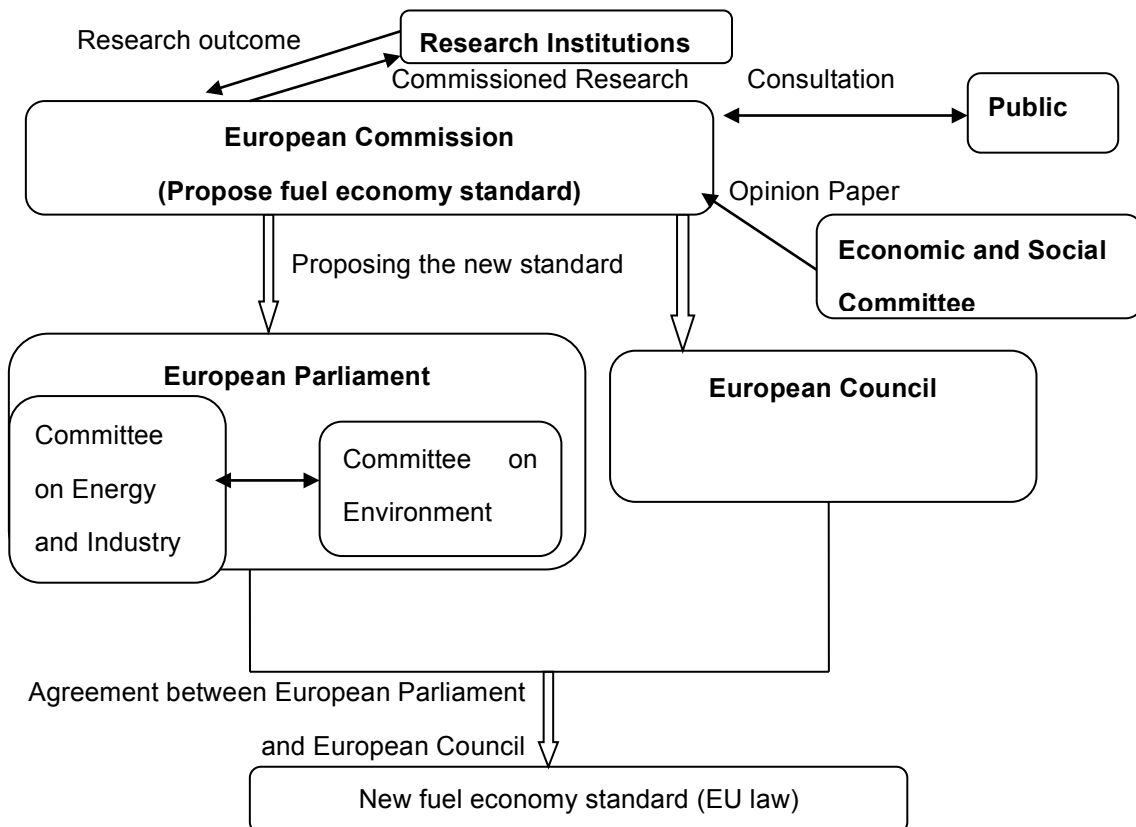 Research outcome
Research Institutions
Commissioned Research
Consultation
Public
European Commission
(Propose fuel economy standard)
Opinion Paper
Economic and Social
Committee
Proposing the new standard
European Parliament
Committee
on Energy
and Industry
Committee on
Environment
European Council
Agreement between European Parliament
and European Council
New fuel economy standard (EU law)